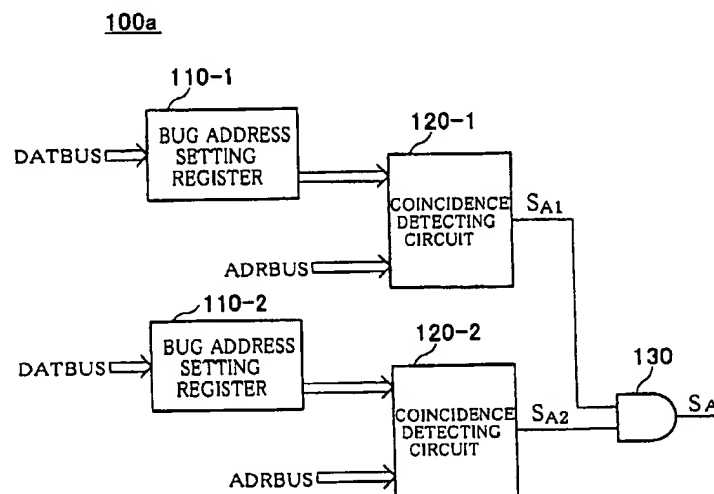 100a
110-1
BUG ADDRESS
SETTING
REGISTER
DATBUS
120-1
COINCIDENCE
DETECTING
CIRCUIT
SA1
ADRBUS
110-2
BUG ADDRESS
SETTING
REGISTER
DATBUS
120-2
COINCIDENCE
DETECTING
CIRCUIT
SA2
130
SA
ADRBUS